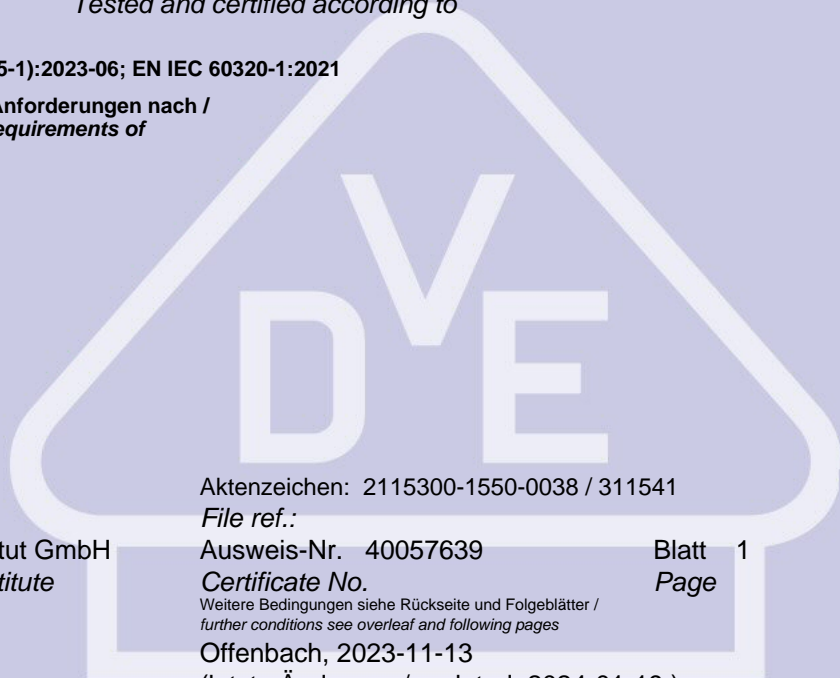 Tested and certified according to
5-1):2023-06; EN IEC 60320-1:2021
Anforderungen nach /
equirements of
VDE
Aktenzeichen: 2115300-1550-0038 / 311541
File ref.:
tut GmbH Ausweis-Nr. 40057639 Blatt 1
titute Certificate No. Page
Weitere Bedingungen siehe Rückseite und Folgeblätter /
further conditions see overleaf and following pages
Offenbach, 2023-11-13